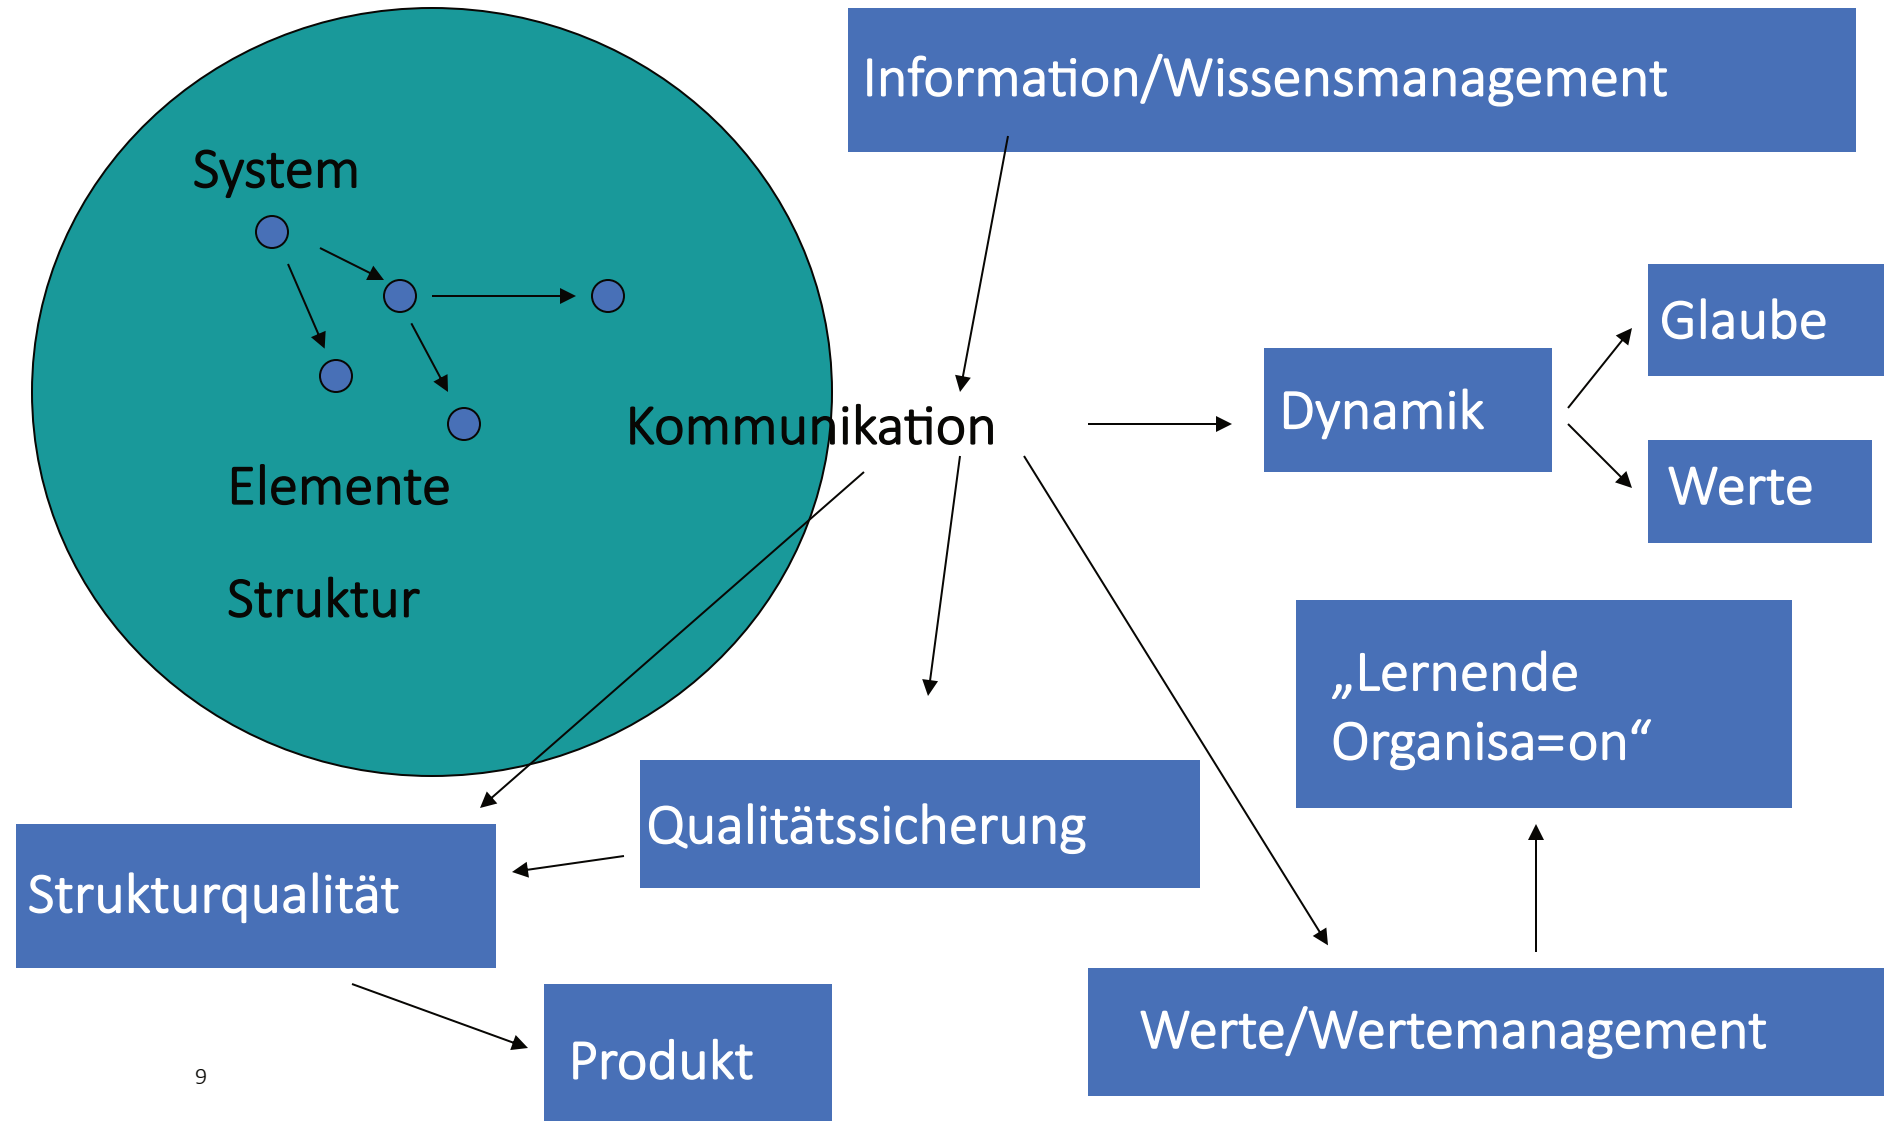 Information/Wissensmanagement
System
Glaube
Dynamik
Kommunikation
Werte
Elemente
Struktur
„Lernende
Organisa=on“
Qualitätssicherung
Strukturqualität
Werte/Wertemanagement
Produkt
9